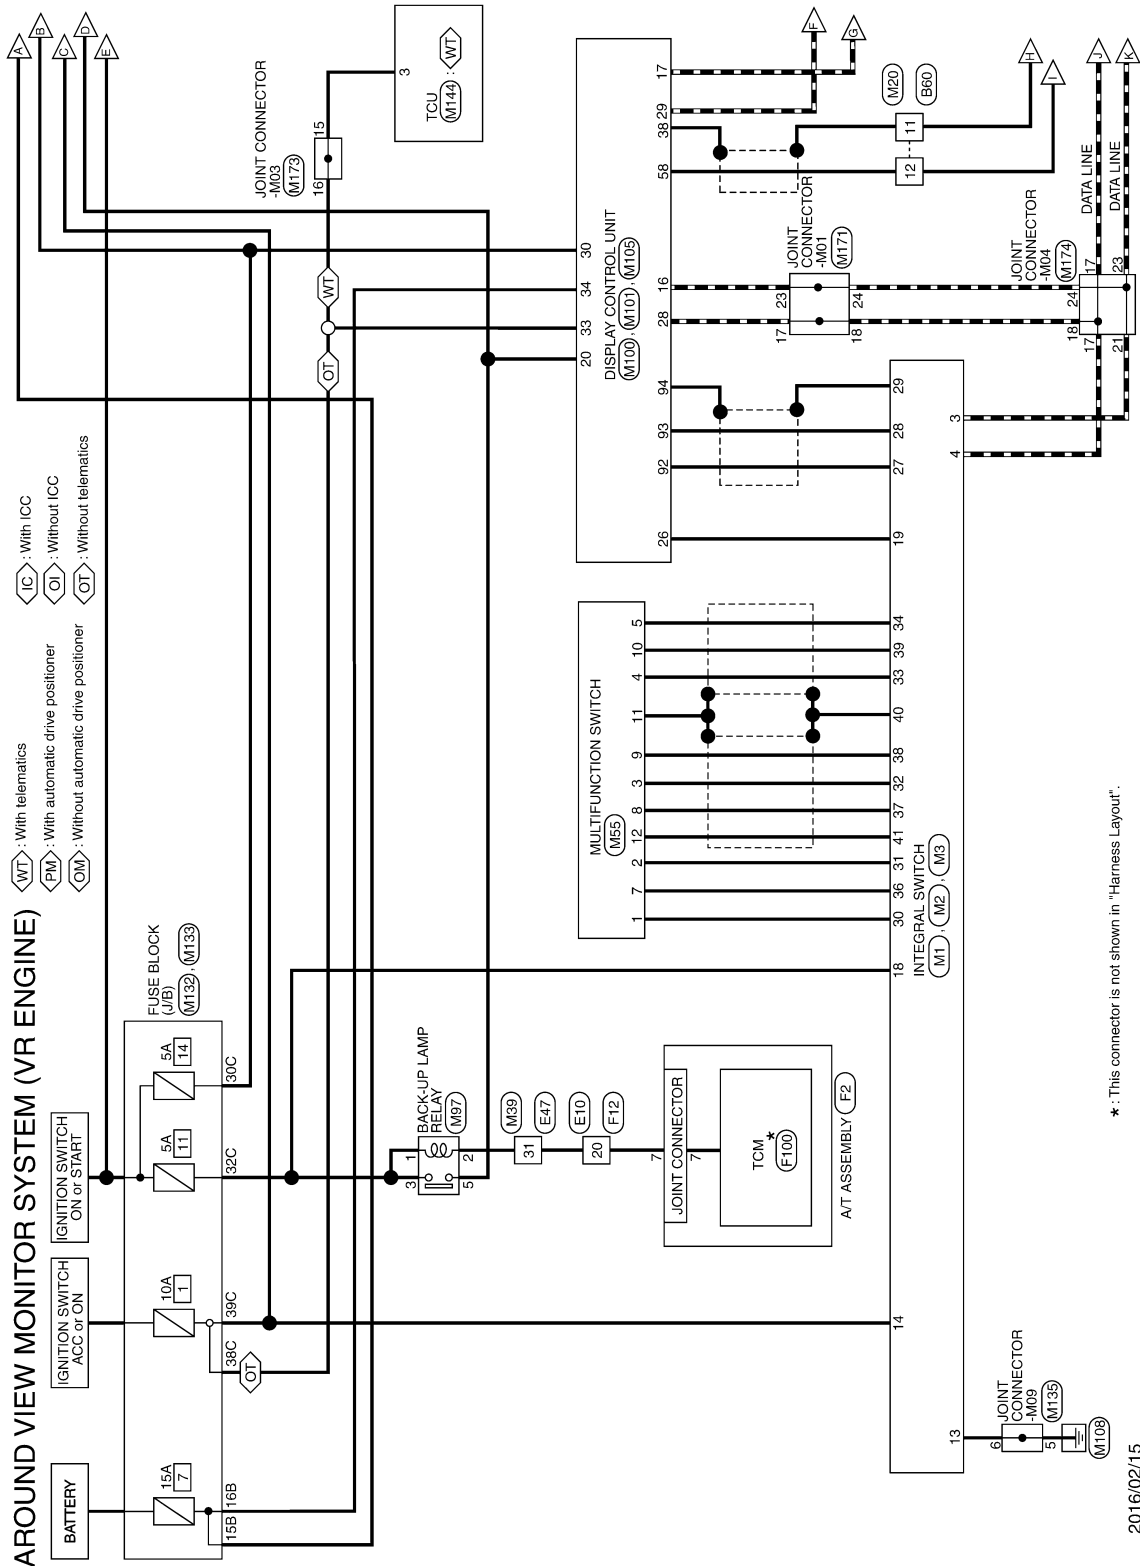 AROUND VIEW MONITOR SYSTEM (VR ENGINE)
WT : With telematics
PM : With automatic drive positioner
OM : Without automatic drive positioner
IC : With ICC
OI : Without ICC
OT : Without telematics
A
B
C
D
E
BATTERY
IGNITION SWITCH
ACC or ON
IGNITION SWITCH
ON or START
FUSE BLOCK
(J/B)
M132 , M133
15A
7
10A
1
5A
11
5A
14
15B
16B
38C
39C
32C
30C
OT
OT
WT
JOINT CONNECTOR
-M03
M173
16
15
TCU
M144 : WT
3
BACK-UP LAMP
RELAY
M97
1
3
2
5
M39
E47
31
E10
F12
20
7
JOINT CONNECTOR
7
TCM
*
F100
A/T ASSEMBLY F2
MULTIFUNCTION SWITCH
M55
1
7
2
12
8
3
9
11
4
10
5
20
33
34
30
DISPLAY CONTROL UNIT
M100 , M101 , M105
26
92
93
94
28
16
58
38
29
17
F
G
M20
B60
12
11
H
I
JOINT
CONNECTOR
-M01
M171
17
23
18
24
JOINT
CONNECTOR
-M04
M174
18
24
17
17
21
23
DATA LINE
DATA LINE
J
K
13
14
18
30
36
31
41
37
32
38
40
33
39
34
19
27
28
29
4
3
INTEGRAL SWITCH
M1 , M2 , M3
JOINT
CONNECTOR
-M09
M135
6
5
M108
* : This connector is not shown in "Harness Layout".
2016/02/15